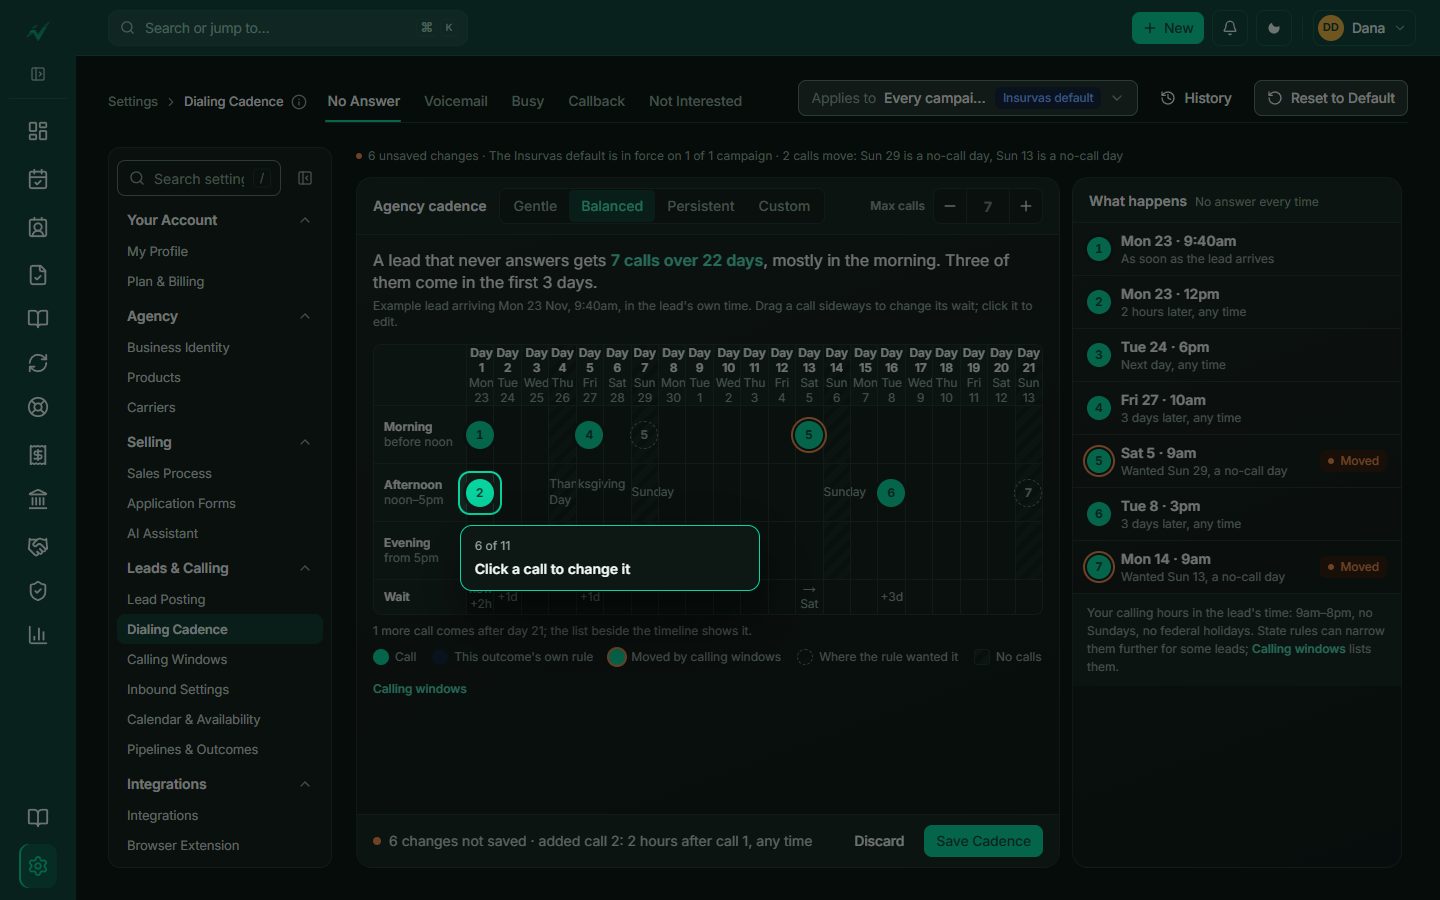 Search or jump to...
⌘ K
New
DD
Dana
Settings > Dialing Cadence
No Answer
Voicemail
Busy
Callback
Not Interested
Applies to Every campai... Insurvas default
History
Reset to Default
Search setting /
Your Account
My Profile
Plan & Billing
Agency
Business Identity
Products
Carriers
Selling
Sales Process
Application Forms
AI Assistant
Leads & Calling
Lead Posting
Dialing Cadence
Calling Windows
Inbound Settings
Calendar & Availability
Pipelines & Outcomes
Integrations
Integrations
Browser Extension
6 unsaved changes · The Insurvas default is in force on 1 of 1 campaign · 2 calls move: Sun 29 is a no-call day, Sun 13 is a no-call day
Agency cadence
Gentle
Balanced
Persistent
Custom
Max calls
− 7 +
A lead that never answers gets 7 calls over 22 days, mostly in the morning. Three of
them come in the first 3 days.
Example lead arriving Mon 23 Nov, 9:40am, in the lead's own time. Drag a call sideways to change its wait; click it to
edit.
Day Day Day Day Day Day Day Day Day Day Day Day Day Day Day Day Day Day Day Day Day
1 2 3 4 5 6 7 8 9 10 11 12 13 14 15 16 17 18 19 20 21
Mon Tue Wed Thu Fri Sat Sun Mon Tue Wed Thu Fri Sat Sun Mon Tue Wed Thu Fri Sat Sun
23 24 25 26 27 28 29 30 1 2 3 4 5 6 7 8 9 10 11 12 13
Morning
before noon
1 4 5 5
Afternoon
noon–5pm
2
Thanksgiving
Day
Sunday
Sunday
6
7
Evening
from 5pm
6 of 11
Click a call to change it
Wait
+2h
+1d
+1d
→
Sat
+3d
1 more call comes after day 21; the list beside the timeline shows it.
Call
This outcome's own rule
Moved by calling windows
Where the rule wanted it
No calls
Calling windows
6 changes not saved · added call 2: 2 hours after call 1, any time
Discard
Save Cadence
What happens No answer every time
1
Mon 23 · 9:40am
As soon as the lead arrives
2
Mon 23 · 12pm
2 hours later, any time
3
Tue 24 · 6pm
Next day, any time
4
Fri 27 · 10am
3 days later, any time
5
Sat 5 · 9am
Wanted Sun 29, a no-call day
Moved
6
Tue 8 · 3pm
3 days later, any time
7
Mon 14 · 9am
Wanted Sun 13, a no-call day
Moved
Your calling hours in the lead's time: 9am–8pm, no
Sundays, no federal holidays. State rules can narrow
them further for some leads; Calling windows lists
them.